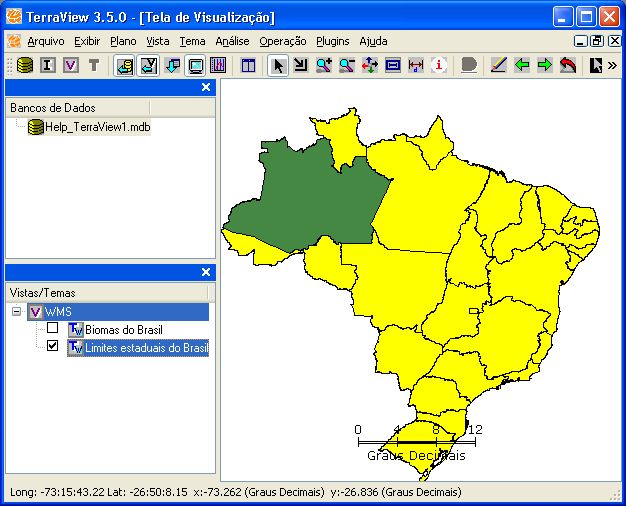 TerraView 3.5.0 - [Tela de Visualização]
Arquivo Exibir Plano Vista Tema Análise Operação Plugins Ajuda
I V T
Bancos de Dados
Help_TerraView1.mdb
Vistas/Temas
V WMS
Biomas do Brasil
Limites estaduais do Brasil
0 4 8 12
Graus Decimais
Long: -73:15:43.22 Lat: -26:50:8.15 x:-73.262 (Graus Decimais) y:-26.836 (Graus Decimais)